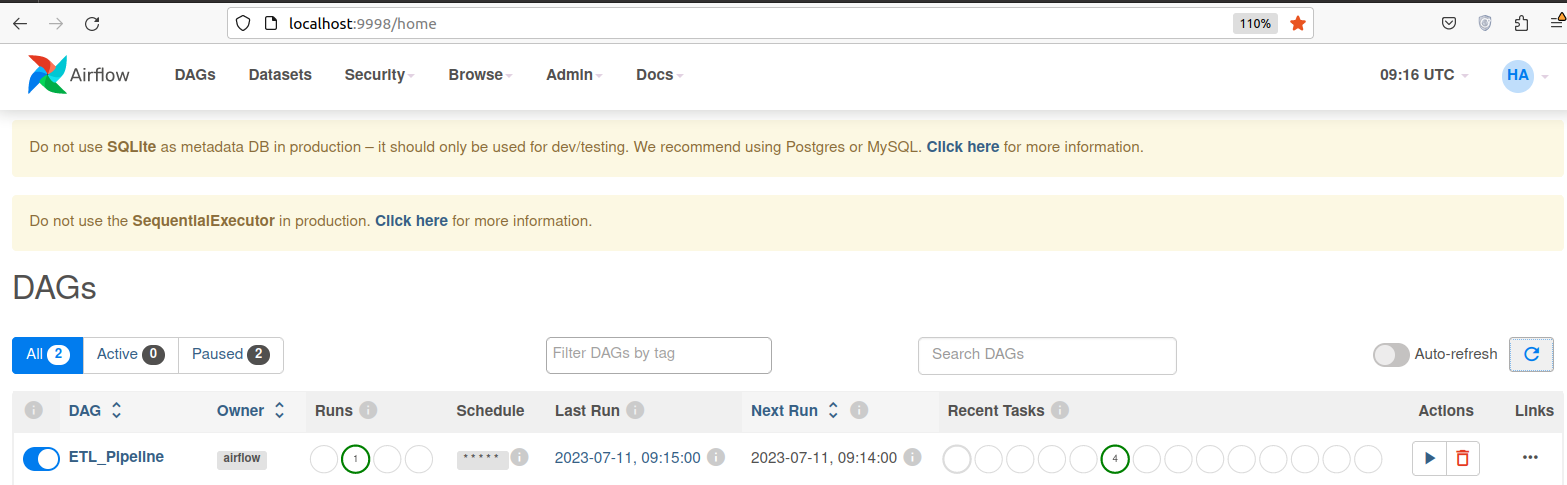 localhost:9998/home 110%
Airflow DAGs Datasets Security Browse Admin Docs 09:16 UTC HA
Do not use SQLite as metadata DB in production – it should only be used for dev/testing. We recommend using Postgres or MySQL. Click here for more information.
Do not use the SequentialExecutor in production. Click here for more information.
DAGs
All 2 Active 0 Paused 2 Filter DAGs by tag Search DAGs Auto-refresh
i DAG Owner Runs i Schedule Last Run i Next Run i Recent Tasks i Actions Links
ETL_Pipeline airflow 1 * * * * * i 2023-07-11, 09:15:00 i 2023-07-11, 09:14:00 i 4